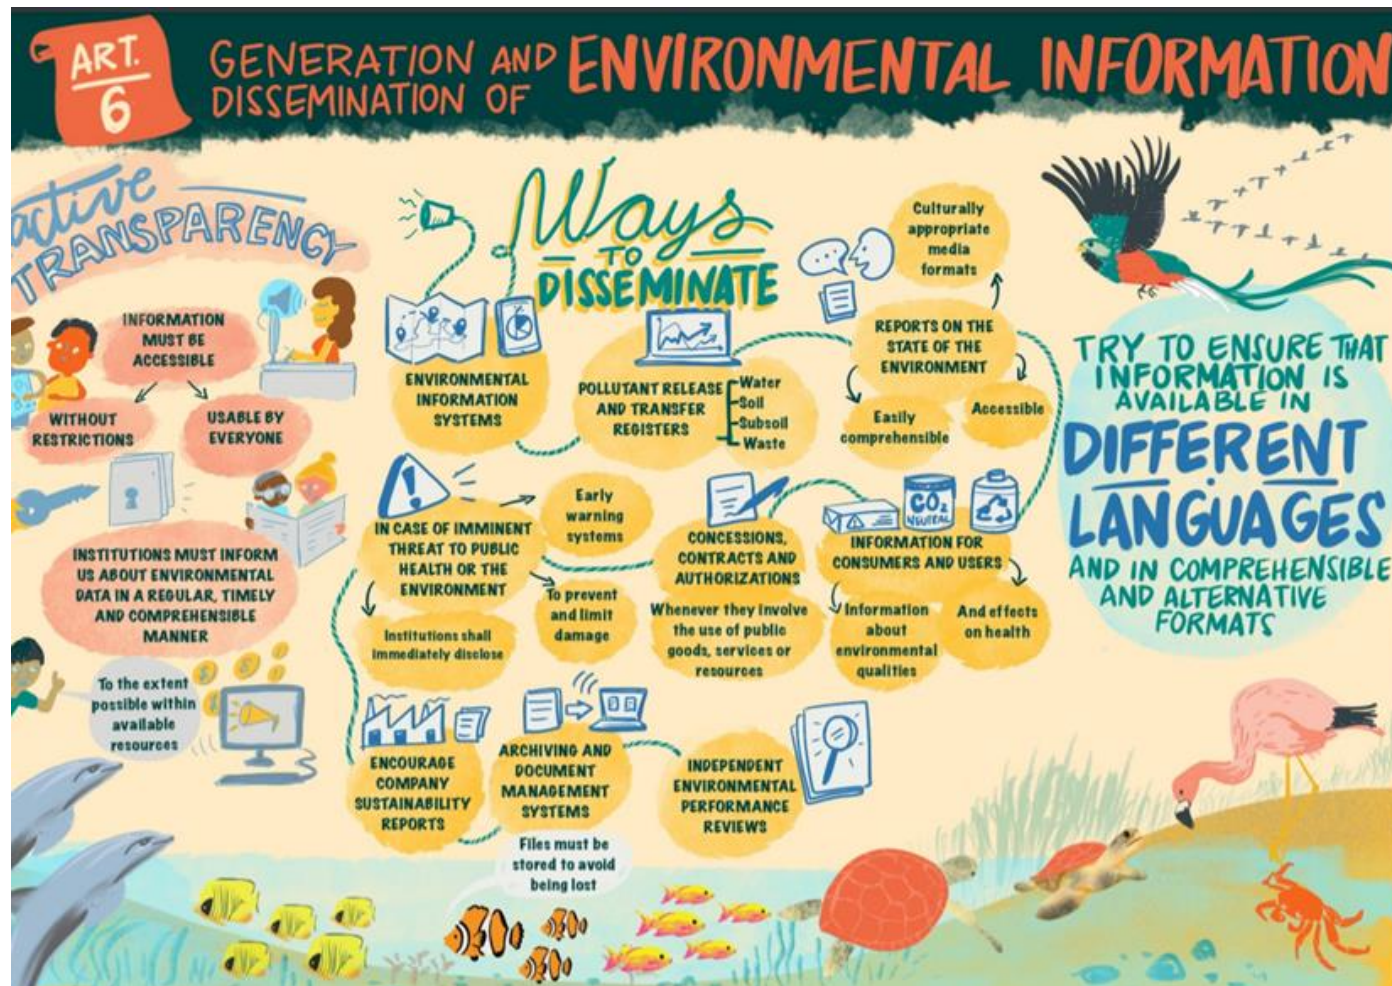 ART.
6
GENERATION AND
DISSEMINATION OF
ENVIRONMENTAL INFORMATION
active
TRANSPARENCY
INFORMATION
MUST BE
ACCESSIBLE
WITHOUT
RESTRICTIONS
USABLE BY
EVERYONE
INSTITUTIONS MUST INFORM
US ABOUT ENVIRONMENTAL
DATA IN A REGULAR, TIMELY
AND COMPREHENSIBLE
MANNER
To the extent
possible within
available
resources
Ways
TO
DISSEMINATE
ENVIRONMENTAL
INFORMATION
SYSTEMS
POLLUTANT RELEASE
AND TRANSFER
REGISTERS
Water
Soil
Subsoil
Waste
Culturally
appropriate
media
formats
REPORTS ON THE
STATE OF THE
ENVIRONMENT
Easily
comprehensible
Accessible
IN CASE OF IMMINENT
THREAT TO PUBLIC
HEALTH OR THE
ENVIRONMENT
Early
warning
systems
To prevent
and limit
damage
Institutions shall
immediately disclose
CONCESSIONS,
CONTRACTS AND
AUTHORIZATIONS
Whenever they involve
the use of public
goods, services or
resources
CO2
NEUTRAL
INFORMATION FOR
CONSUMERS AND USERS
Information
about
environmental
qualities
And effects
on health
ENCOURAGE
COMPANY
SUSTAINABILITY
REPORTS
ARCHIVING AND
DOCUMENT
MANAGEMENT
SYSTEMS
Files must be
stored to avoid
being lost
INDEPENDENT
ENVIRONMENTAL
PERFORMANCE
REVIEWS
TRY TO ENSURE THAT
INFORMATION IS
AVAILABLE IN
DIFFERENT
LANGUAGES
AND IN COMPREHENSIBLE
AND ALTERNATIVE
FORMATS